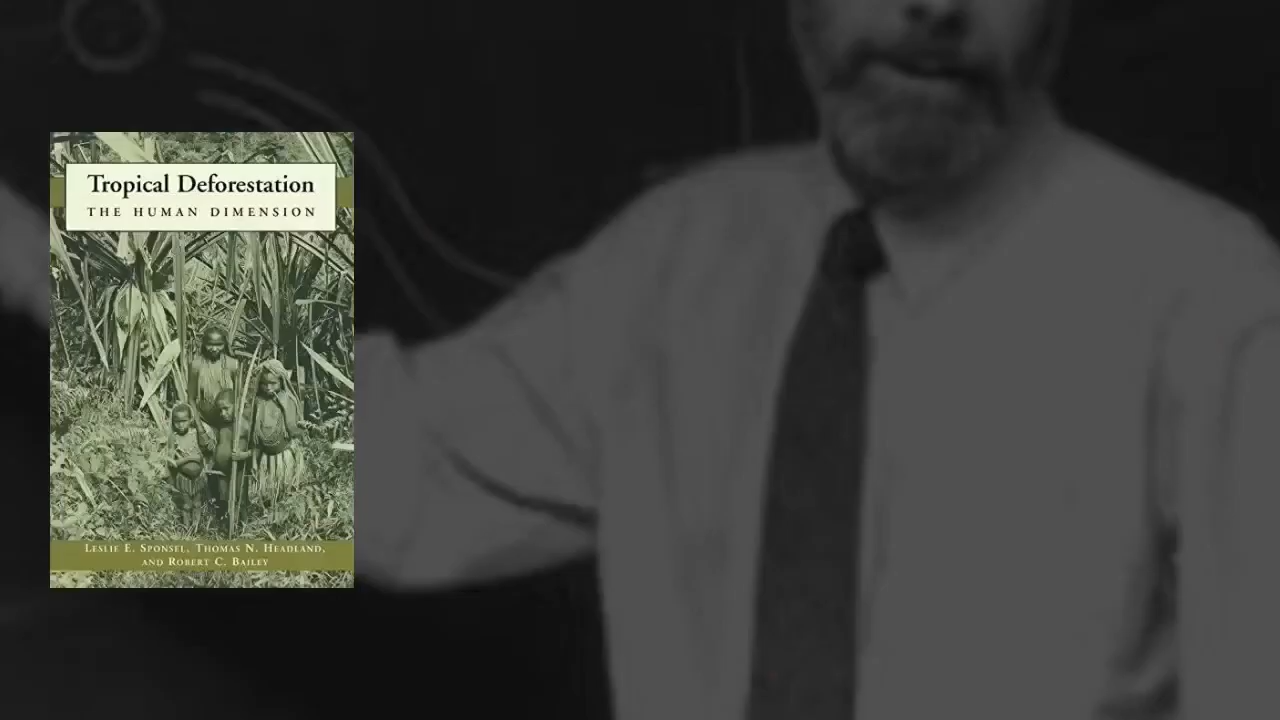 Tropical Deforestation
THE HUMAN DIMENSION
LESLIE E. SPONSEL, THOMAS N. HEADLAND,
AND ROBERT C. BAILEY